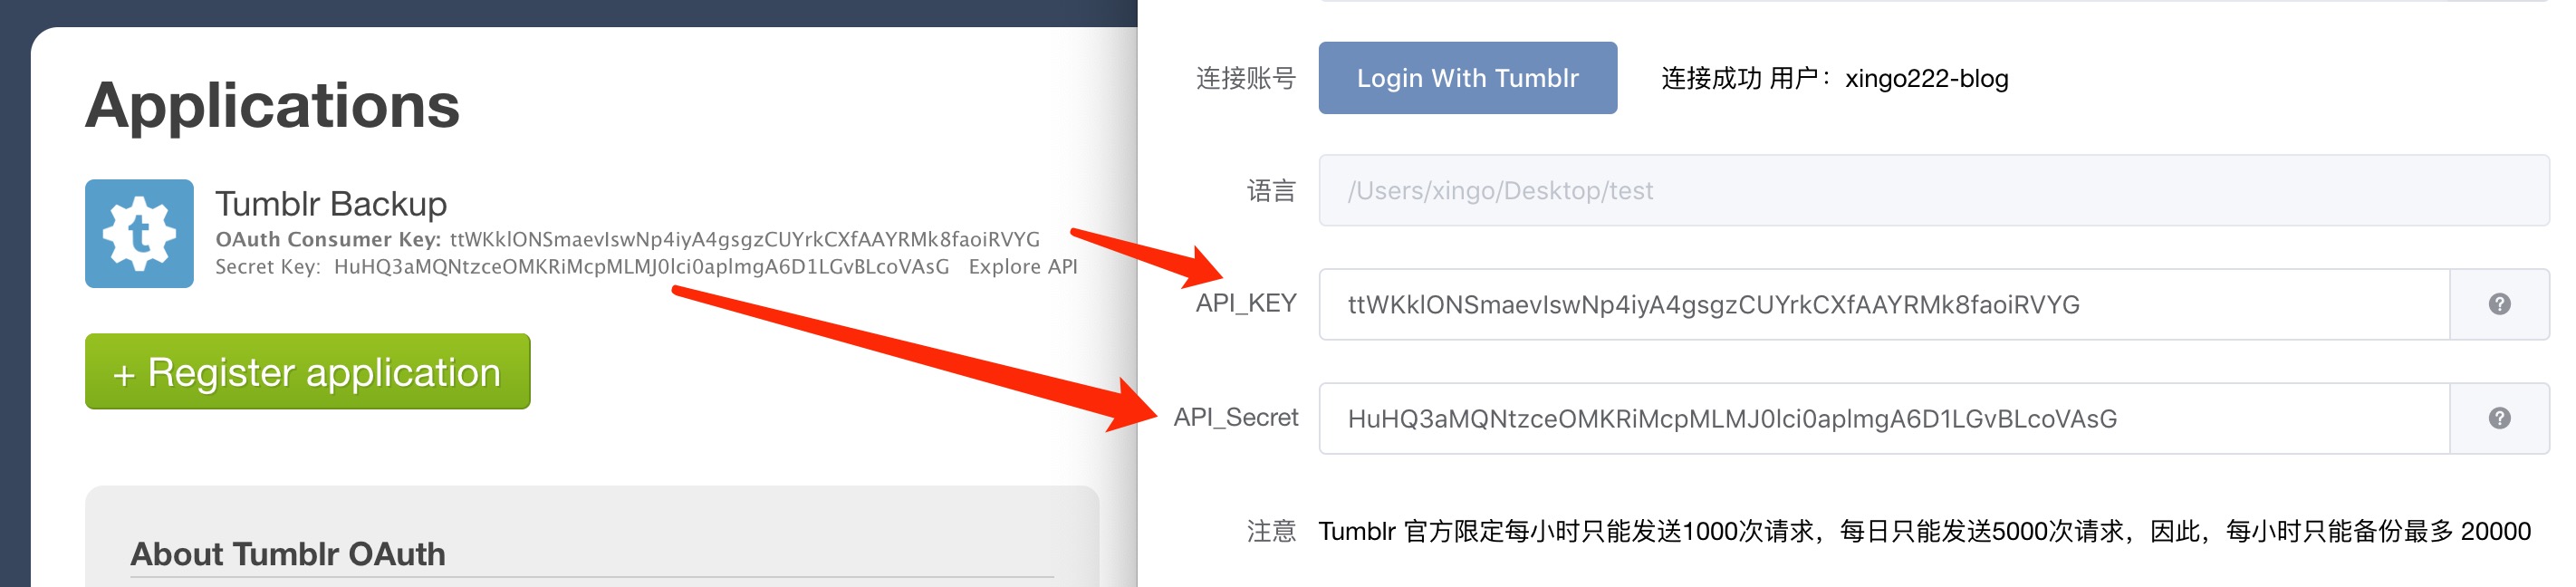 Applications
Tumblr Backup
OAuth Consumer Key: ttWKklONSmaevIswNp4iyA4gsgzCUYrkCXfAAYRMk8faoiRVYG
Secret Key: HuHQ3aMQNtzceOMKRiMcpMLMJ0lci0aplmgA6D1LGvBLcoVAsG Explore API
+ Register application
About Tumblr OAuth
连接账号 Login With Tumblr 连接成功 用户：xingo222-blog
语言 /Users/xingo/Desktop/test
API_KEY ttWKklONSmaevIswNp4iyA4gsgzCUYrkCXfAAYRMk8faoiRVYG
API_Secret HuHQ3aMQNtzceOMKRiMcpMLMJ0lci0aplmgA6D1LGvBLcoVAsG
注意 Tumblr 官方限定每小时只能发送1000次请求，每日只能发送5000次请求，因此，每小时只能备份最多 20000